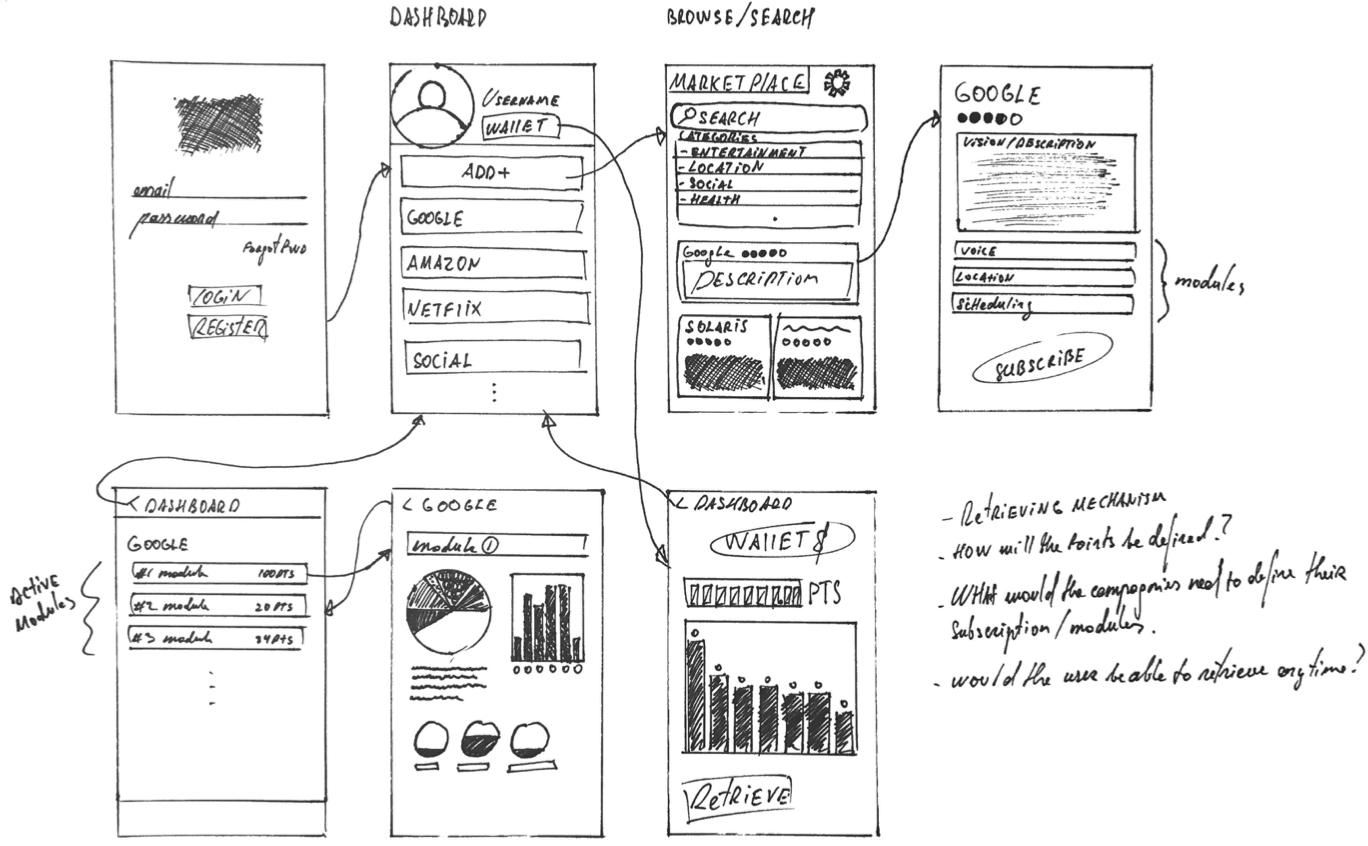 DASHBOARD
BROWSE/SEARCH
email
password
Forgot PWD
LOGIN
REGISTER
USERNAME
WALLET
ADD+
GOOGLE
AMAZON
NETFLIX
SOCIAL
MARKETPLACE
SEARCH
CATEGORIES
- ENTERTAINMENT
- LOCATION
- SOCIAL
- HEALTH
Google
DESCRIPTION
SOLARIS
GOOGLE
VISION/DESCRIPTION
VOICE
LOCATION
Scheduling
modules
SUBSCRIBE
< DASHBOARD
GOOGLE
ACTIVE
MODULES
#1 module 100PTS
#2 module 20PTS
#3 module 34PTS
< GOOGLE
module 1
< DASHBOARD
WALLET $
PTS
RETRIEVE
- RETRIEVING MECHANISM
- HOW will the Points be defined?
- WHAT would the compagnies need to define their
Subscription/modules.
- would the user be able to retrieve anytime?